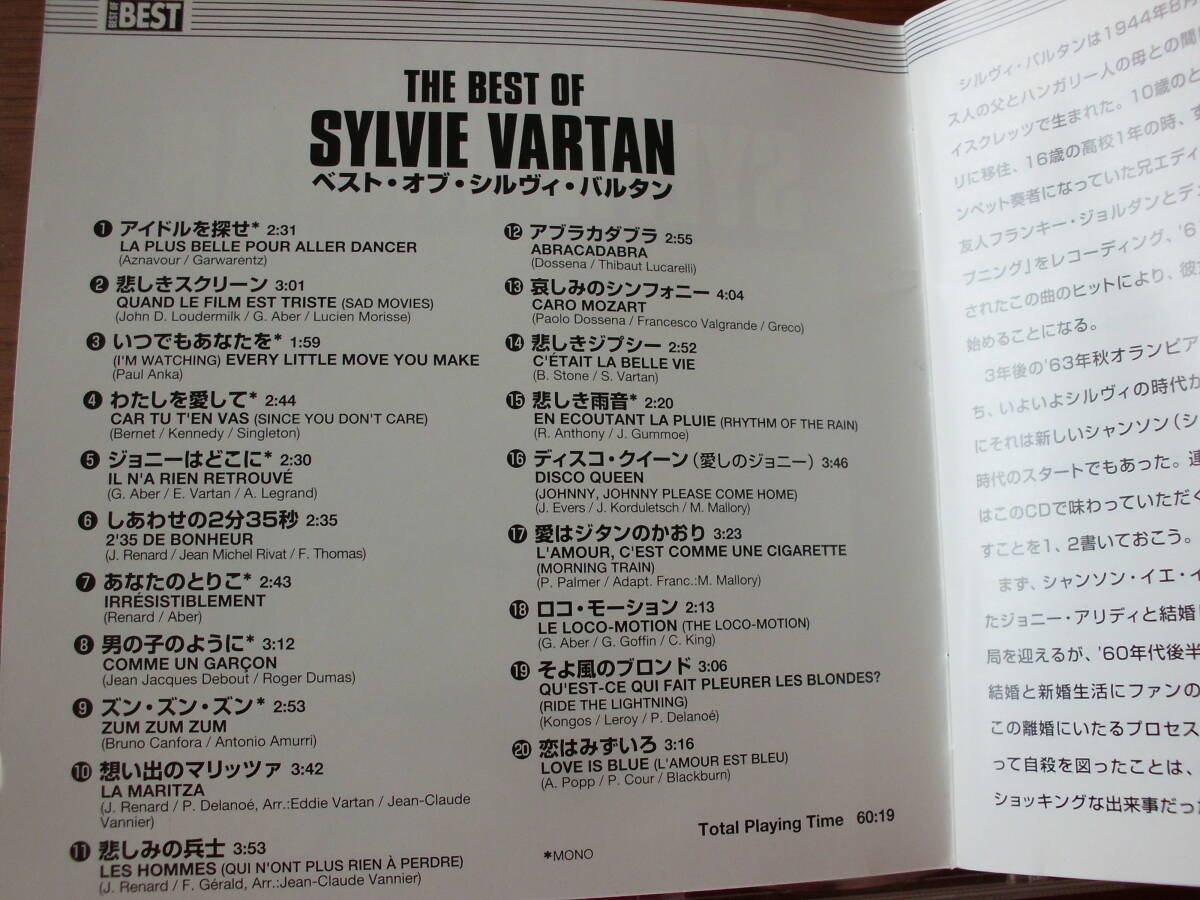 BEST OF BEST
THE BEST OF
SYLVIE VARTAN
ベスト・オブ・シルヴィ・バルタン
❶ アイドルを探せ* 2:31
LA PLUS BELLE POUR ALLER DANCER
(Aznavour / Garwarentz)
❷ 悲しきスクリーン 3:01
QUAND LE FILM EST TRISTE (SAD MOVIES)
(John D. Loudermilk / G. Aber / Lucien Morisse)
❸ いつでもあなたを* 1:59
(I'M WATCHING) EVERY LITTLE MOVE YOU MAKE
(Paul Anka)
❹ わたしを愛して* 2:44
CAR TU T'EN VAS (SINCE YOU DON'T CARE)
(Bernet / Kennedy / Singleton)
❺ ジョニーはどこに* 2:30
IL N'A RIEN RETROUVÉ
(G. Aber / E. Vartan / A. Legrand)
❻ しあわせの2分35秒 2:35
2'35 DE BONHEUR
(J. Renard / Jean Michel Rivat / F. Thomas)
❼ あなたのとりこ* 2:43
IRRÉSISTIBLEMENT
(Renard / Aber)
❽ 男の子のように* 3:12
COMME UN GARÇON
(Jean Jacques Debout / Roger Dumas)
❾ ズン・ズン・ズン* 2:53
ZUM ZUM ZUM
(Bruno Canfora / Antonio Amurri)
❿ 想い出のマリッツァ 3:42
LA MARITZA
(J. Renard / P. Delanoé, Arr.:Eddie Vartan / Jean-Claude
Vannier)
⓫ 悲しみの兵士 3:53
LES HOMMES (QUI N'ONT PLUS RIEN À PERDRE)
(J. Renard / F. Gérald, Arr.:Jean-Claude Vannier)
⓬ アブラカダブラ 2:55
ABRACADABRA
(Dossena / Thibaut Lucarelli)
⓭ 哀しみのシンフォニー 4:04
CARO MOZART
(Paolo Dossena / Francesco Valgrande / Greco)
⓮ 悲しきジプシー 2:52
C'ÉTAIT LA BELLE VIE
(B. Stone / S. Vartan)
⓯ 悲しき雨音* 2:20
EN ECOUTANT LA PLUIE (RHYTHM OF THE RAIN)
(R. Anthony / J. Gummoe)
⓰ ディスコ・クイーン（愛しのジョニー）3:46
DISCO QUEEN
(JOHNNY, JOHNNY PLEASE COME HOME)
(J. Evers / J. Korduletsch / M. Mallory)
⓱ 愛はジタンのかおり 3:23
L'AMOUR, C'EST COMME UNE CIGARETTE
(MORNING TRAIN)
(P. Palmer / Adapt. Franc.:M. Mallory)
⓲ ロコ・モーション 2:13
LE LOCO-MOTION (THE LOCO-MOTION)
(G. Aber / G. Goffin / C. King)
⓳ そよ風のブロンド 3:06
QU'EST-CE QUI FAIT PLEURER LES BLONDES?
(RIDE THE LIGHTNING)
(Kongos / Leroy / P. Delanoé)
⓴ 恋はみずいろ 3:16
LOVE IS BLUE (L'AMOUR EST BLEU)
(A. Popp / P. Cour / Blackburn)
Total Playing Time 60:19
*MONO
シルヴィ・バルタンは1944年8月
ス人の父とハンガリー人の母との間
イスクレッツで生まれた。10歳のと
リに移住、16歳の高校1年の時、す
ンペット奏者になっていた兄エディ
友人フランキー・ジョルダンとデ
プニング」をレコーディング、'6
されたこの曲のヒットにより、彼
始めることになる。
3年後の'63年秋オランピア
ち、いよいよシルヴィの時代が
にそれは新しいシャンソン（シ
時代のスタートでもあった。連
はこのCDで味わっていただく
すことを1、2書いておこう。
まず、シャンソン・イエ・イ
たジョニー・アリディと結婚
局を迎えるが、'60年代後半
結婚と新婚生活にファンの
この離婚にいたるプロセス
って自殺を図ったことは、
ショッキングな出来事だった